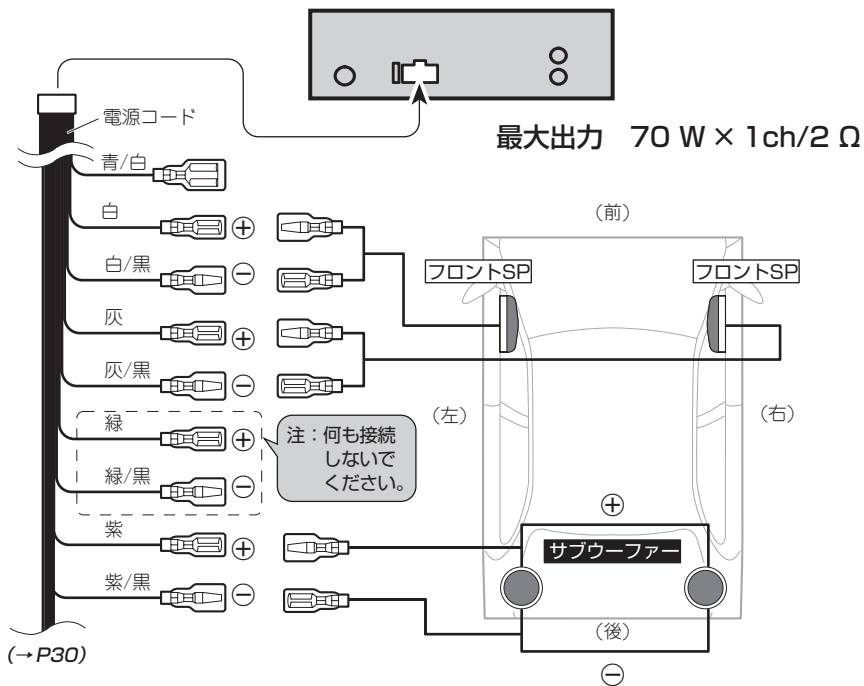 電源コード
最大出力 70 W × 1ch/2 Ω
青/白
白 ⊕
白/黒 ⊖
灰 ⊕
灰/黒 ⊖
緑 ⊕
緑/黒 ⊖
紫 ⊕
紫/黒 ⊖
(→P30)
注：何も接続
しないで
ください。
（前）
フロントSP
フロントSP
（左）
（右）
⊕
サブウーファー
（後）
⊖